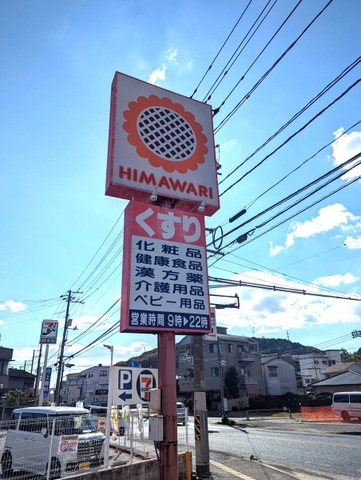 HIMAWARI
くすり
化粧品
健康食品
漢方薬
介護用品
ベビー用品
営業時間 9時▶22時
P
7